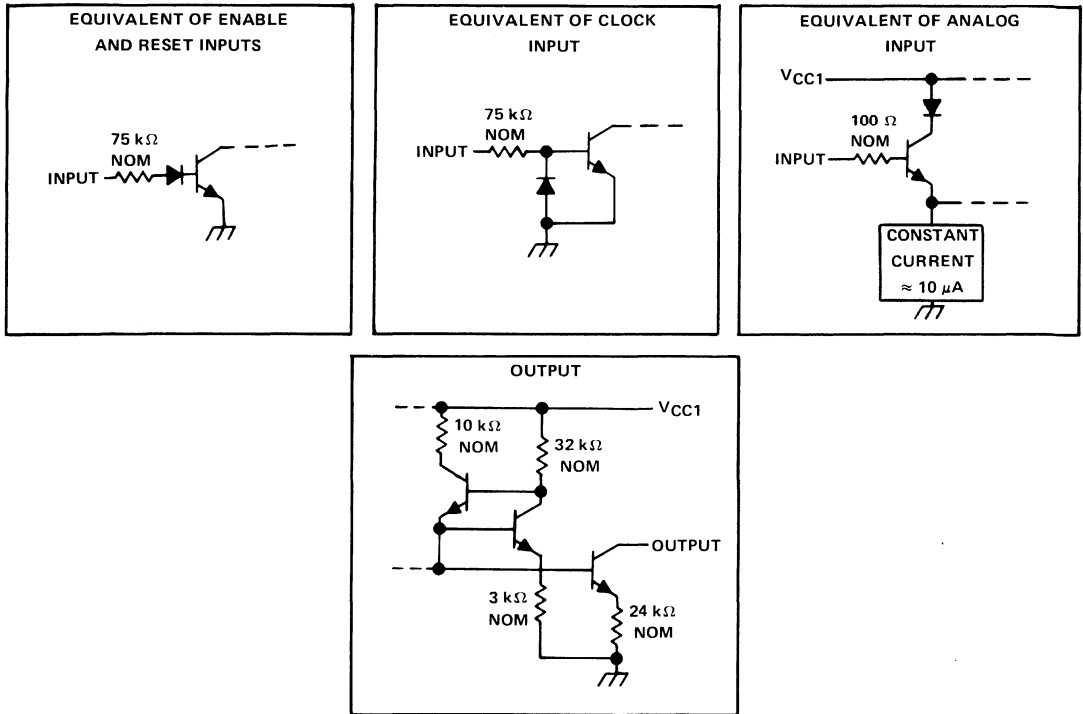 EQUIVALENT OF ENABLE
AND RESET INPUTS
75 kΩ
NOM
INPUT
EQUIVALENT OF CLOCK
INPUT
75 kΩ
NOM
INPUT
EQUIVALENT OF ANALOG
INPUT
VCC1
100 Ω
NOM
INPUT
CONSTANT
CURRENT
≈ 10 μA
OUTPUT
VCC1
10 kΩ
NOM
32 kΩ
NOM
OUTPUT
3 kΩ
NOM
24 kΩ
NOM